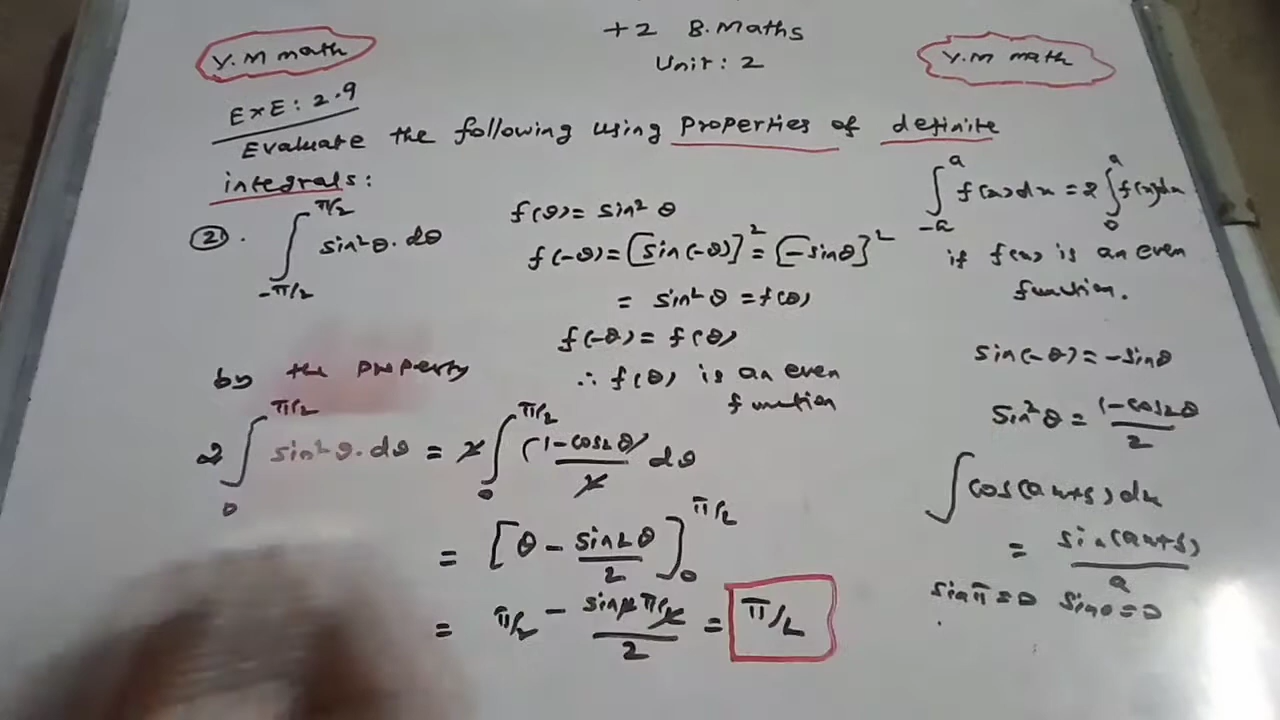 +2 B.Maths
Y.M math
Unit: 2
Y.M math
EXE: 2.9
Evaluate the following using Properties of definite
integrals:
∫_{-a}^{a} f(x)dx = 2∫_{0}^{a} f(x)dx
if f(x) is an even
function.
②. ∫_{-π/2}^{π/2} sin²θ.dθ
f(θ) = sin²θ
f(-θ) = [sin(-θ)]² = [-sinθ]²
= sin²θ = f(θ)
f(-θ) = f(θ)
∴ f(θ) is an even
function
sin(-θ) = -sinθ
sin²θ = (1-cos2θ)/2
∫cos(ax+b)dx
= sin(ax+b)/a
sinπ=0 sin0=0
by the property
2∫_{0}^{π/2} sin²θ.dθ = 2∫_{0}^{π/2} (1-cos2θ)/2 dθ
= [θ - sin2θ/2]_{0}^{π/2}
= π/2 - sin2π/2/2 = π/2